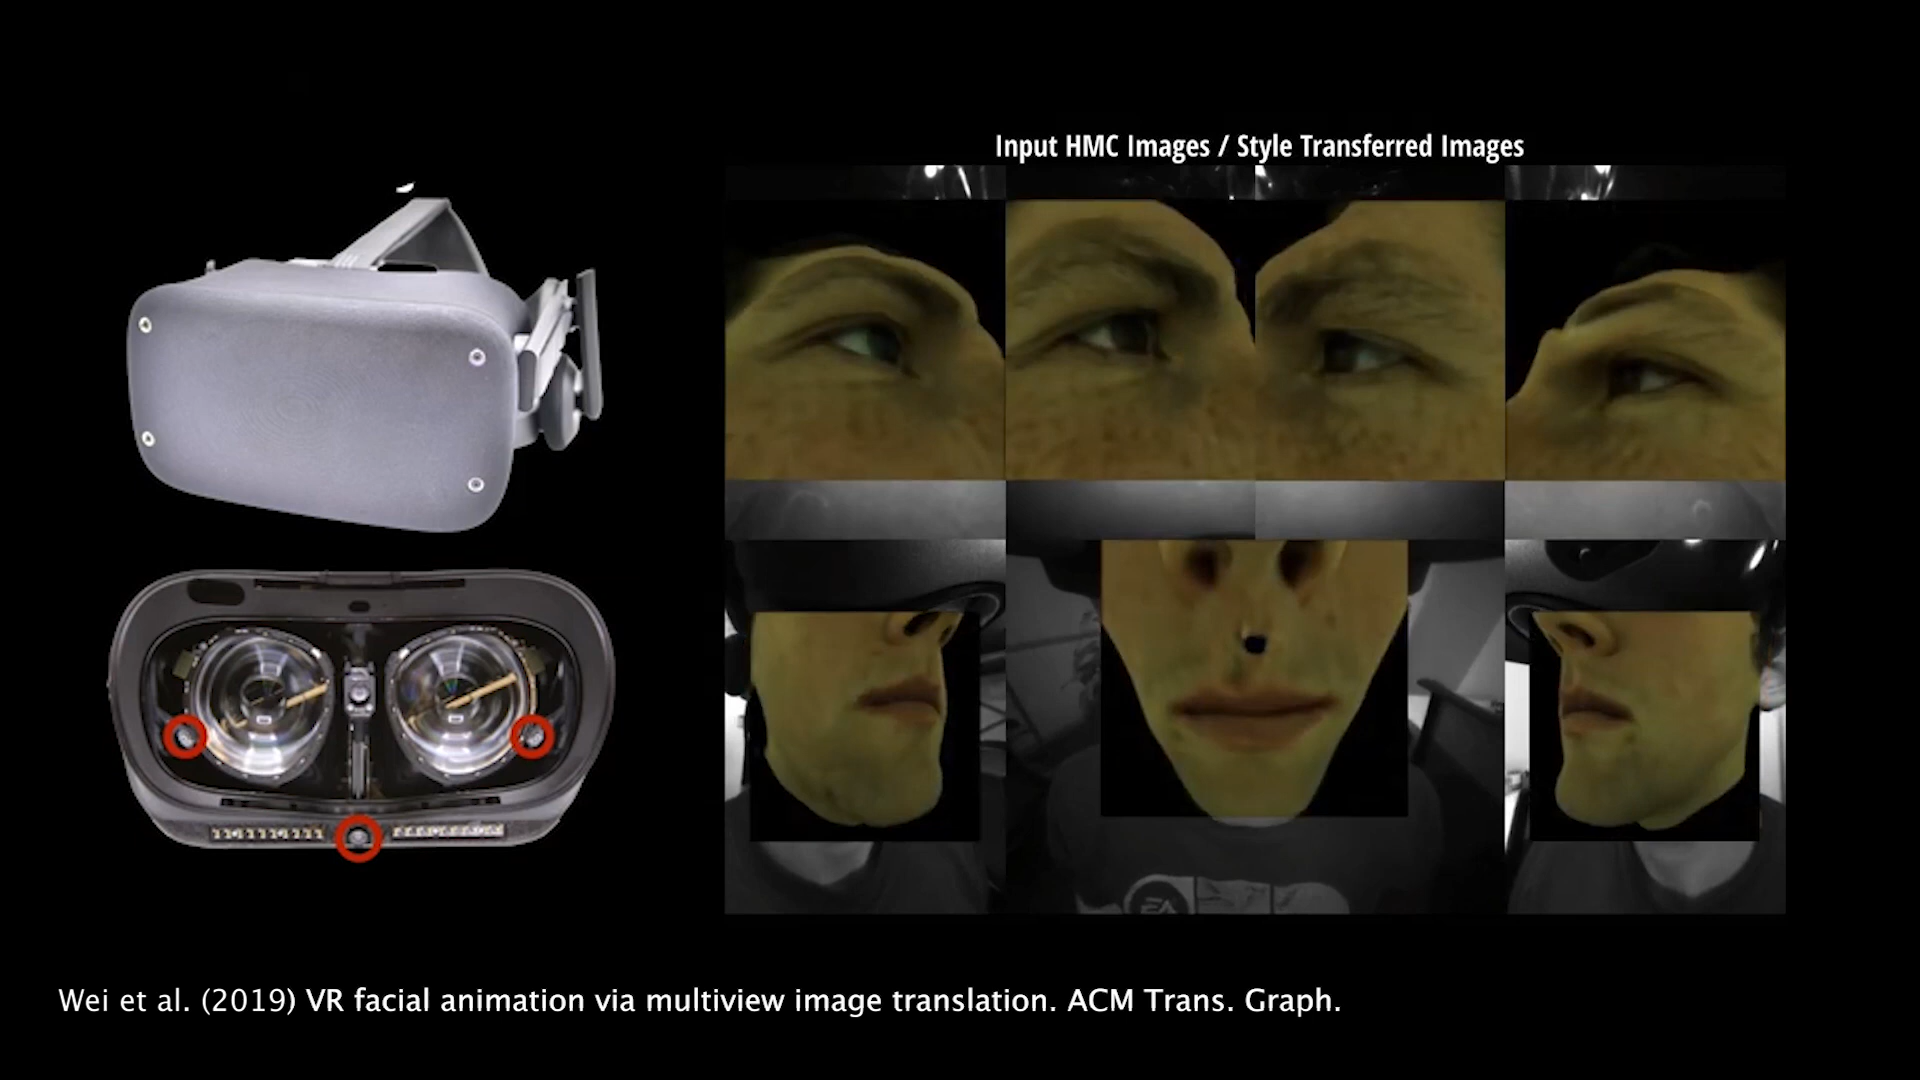 Input HMC Images / Style Transferred Images
EA
Wei et al. (2019) VR facial animation via multiview image translation. ACM Trans. Graph.